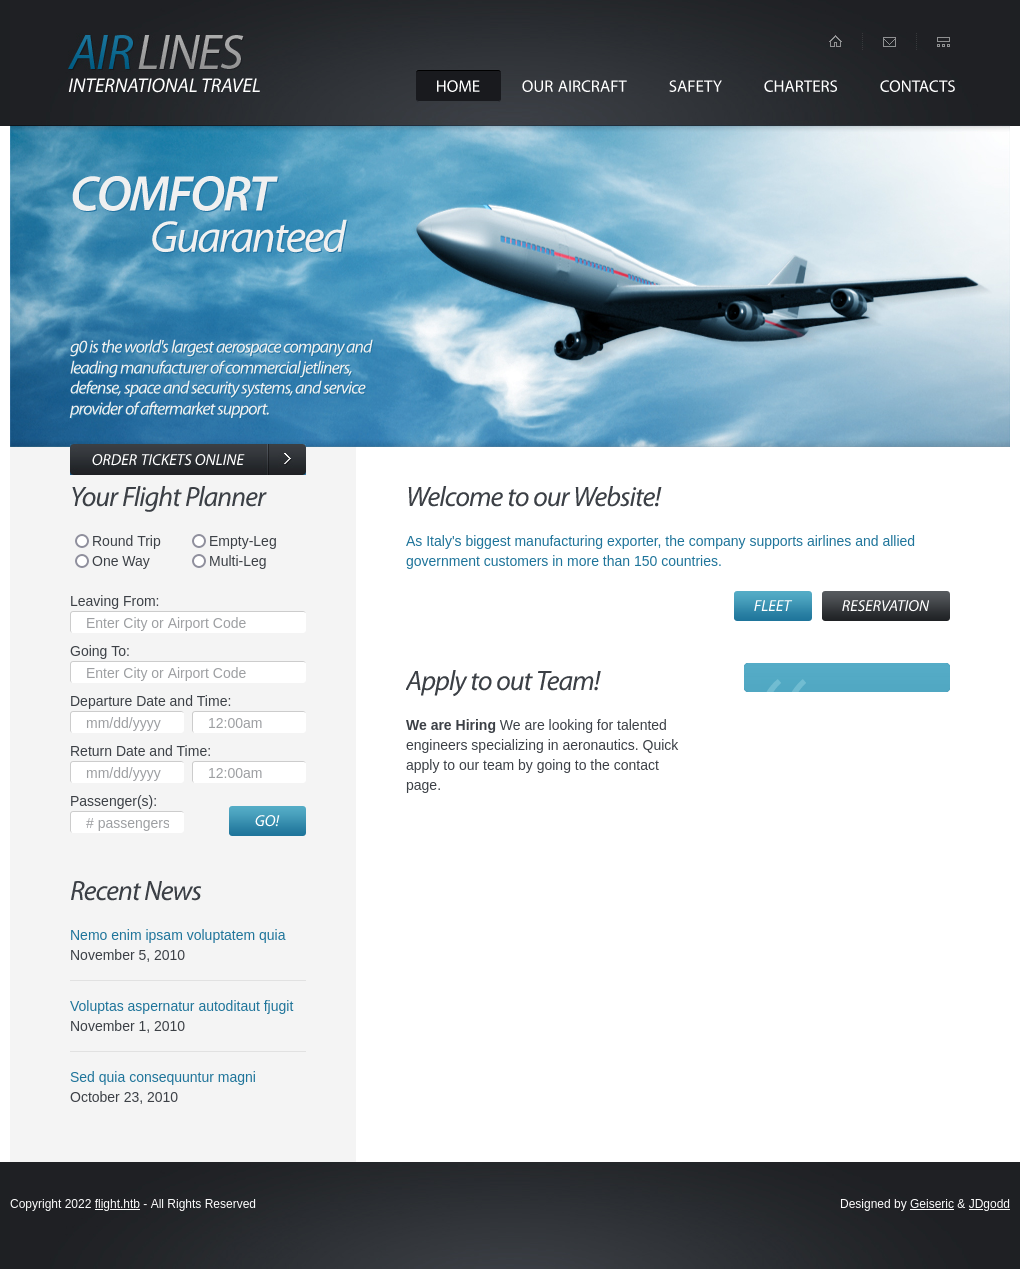 AIR LINES
INTERNATIONAL TRAVEL
HOME OUR AIRCRAFT SAFETY CHARTERS CONTACTS
COMFORT
Guaranteed
g0 is the world's largest aerospace company and
leading manufacturer of commercial jetliners,
defense, space and security systems, and service
provider of aftermarket support.
ORDER TICKETS ONLINE
Your Flight Planner
Round Trip Empty-Leg
One Way Multi-Leg
Leaving From:
Enter City or Airport Code
Going To:
Enter City or Airport Code
Departure Date and Time:
mm/dd/yyyy 12:00am
Return Date and Time:
mm/dd/yyyy 12:00am
Passenger(s):
# passengers GO!
Recent News
Nemo enim ipsam voluptatem quia
November 5, 2010
Voluptas aspernatur autoditaut fjugit
November 1, 2010
Sed quia consequuntur magni
October 23, 2010
Welcome to our Website!
As Italy's biggest manufacturing exporter, the company supports airlines and allied
government customers in more than 150 countries.
FLEET RESERVATION
Apply to out Team!
“
We are Hiring We are looking for talented
engineers specializing in aeronautics. Quick
apply to our team by going to the contact
page.
Copyright 2022 flight.htb - All Rights Reserved
Designed by Geiseric & JDgodd